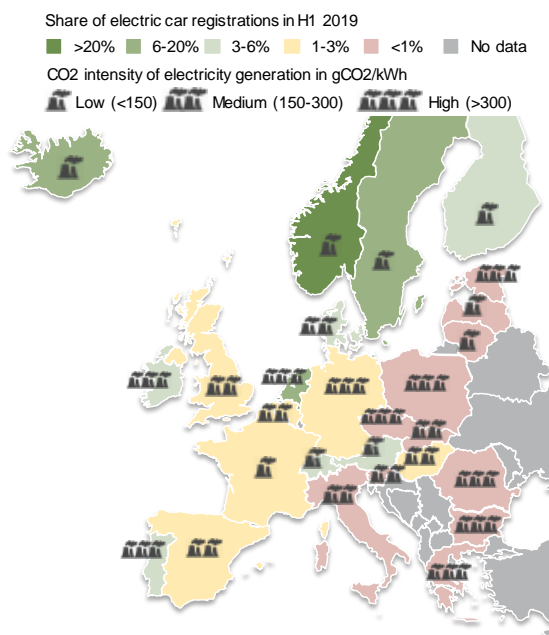 Share of electric car registrations in H1 2019
>20% 6-20% 3-6% 1-3% <1% No data
CO2 intensity of electricity generation in gCO2/kWh
Low (<150) Medium (150-300) High (>300)